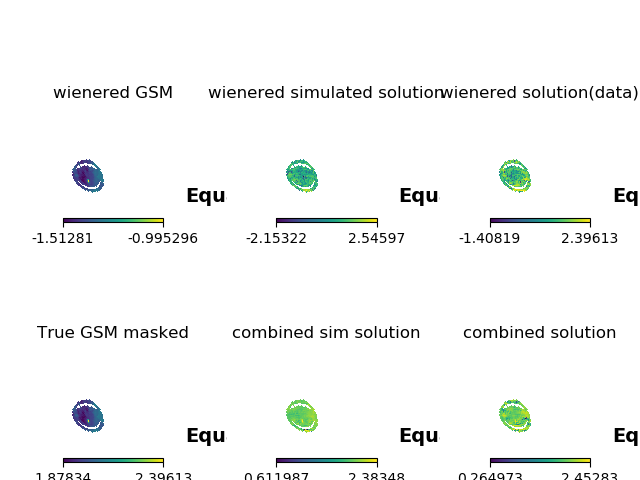 wienered GSM
wienered simulated solution
wienered solution(data)
Equ
Equ
Eq
-1.51281 -0.995296
-2.15322 2.54597
-1.40819 2.39613
True GSM masked
combined sim solution
combined solution
Equ
Equ
Eq
1.87834 2.39613
0.611987 2.38348
0.264973 2.45283